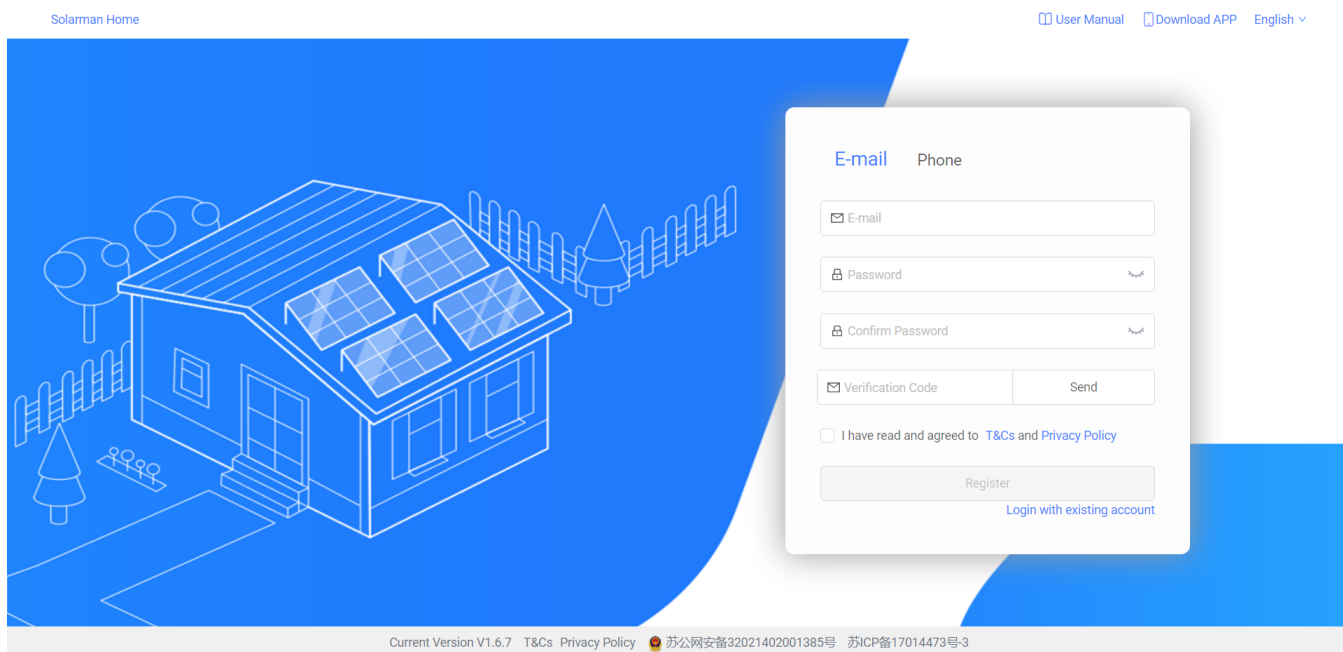 Solarman Home User Manual Download APP English
E-mail Phone
E-mail
Password
Confirm Password
Verification Code Send
I have read and agreed to T&Cs and Privacy Policy
Register
Login with existing account
Current Version V1.6.7 T&Cs Privacy Policy 苏公网安备32021402001385号 苏ICP备17014473号-3